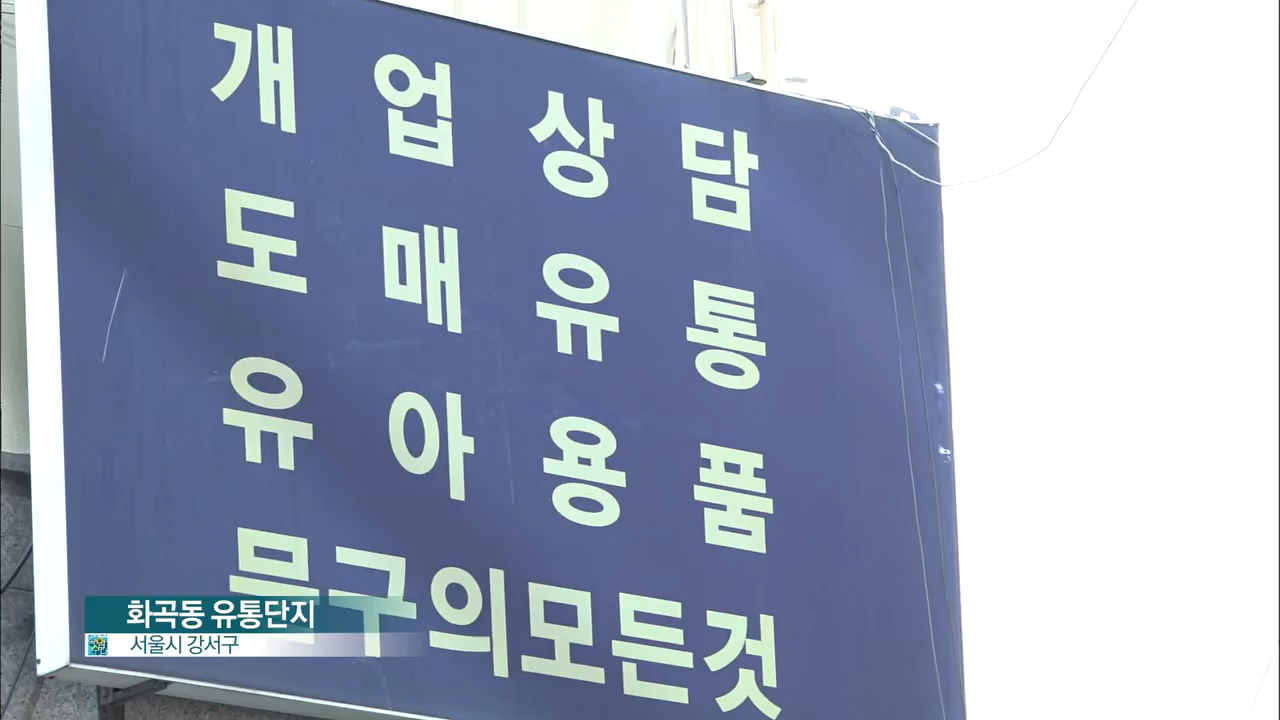 개업상담
도매유통
유아용품
문구의모든것
화곡동 유통단지
서울시 강서구